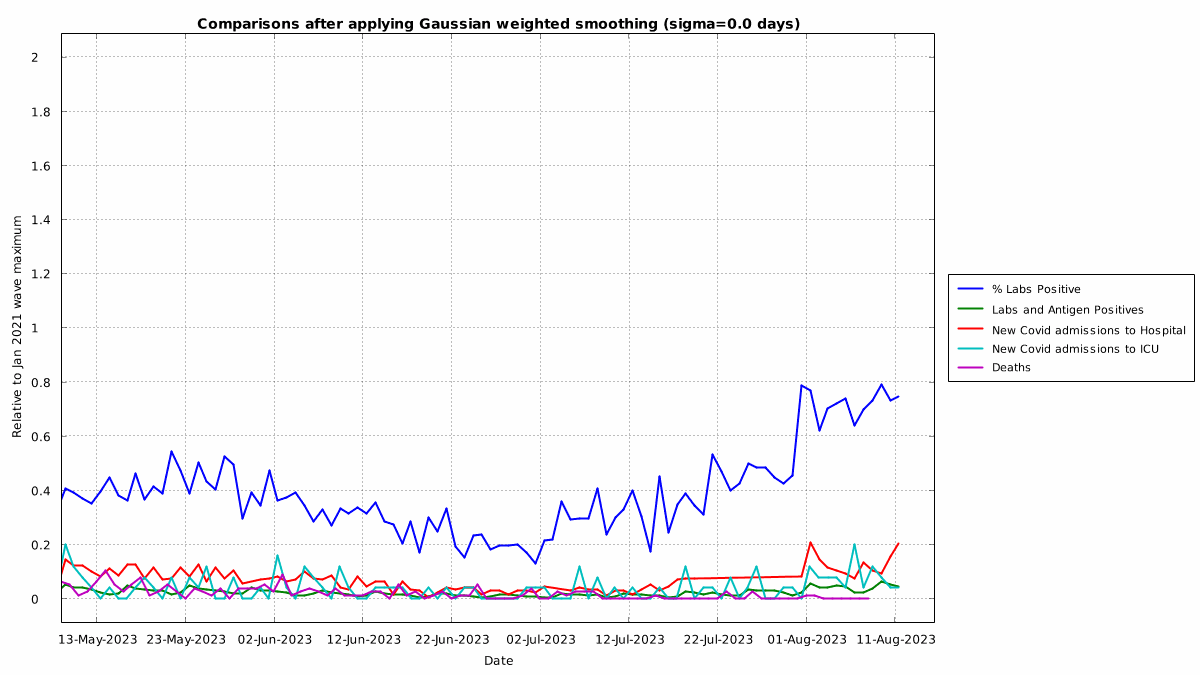 Comparisons after applying Gaussian weighted smoothing (sigma=0.0 days)
2
1.8
1.6
1.4
1.2
1
0.8
0.6
0.4
0.2
0
Relative to Jan 2021 wave maximum
13-May-2023 23-May-2023 02-Jun-2023 12-Jun-2023 22-Jun-2023 02-Jul-2023 12-Jul-2023 22-Jul-2023 01-Aug-2023 11-Aug-2023
Date
% Labs Positive
Labs and Antigen Positives
New Covid admissions to Hospital
New Covid admissions to ICU
Deaths